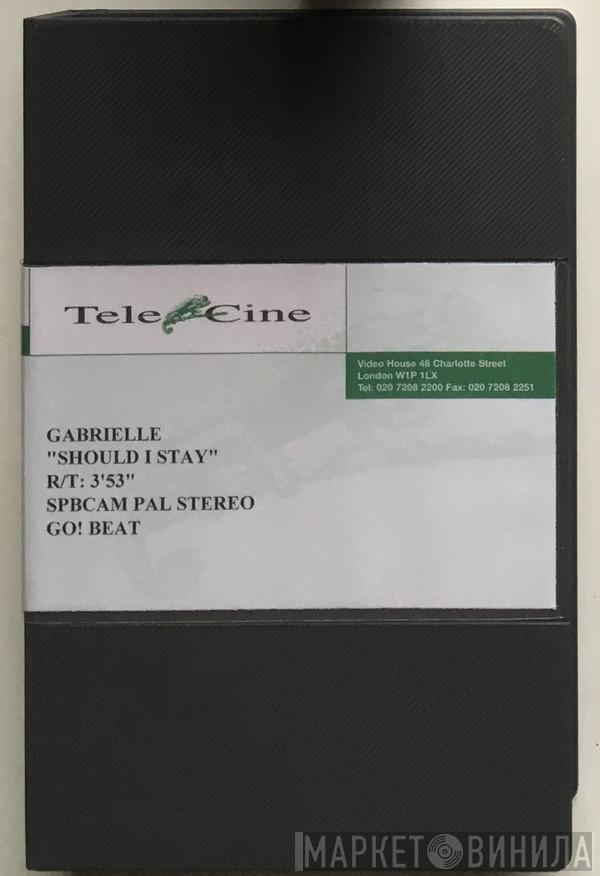 Tele Cine
Video House 48 Charlotte Street
London W1P 1LX
Tel: 020 7208 2200 Fax: 020 7208 2251
GABRIELLE
"SHOULD I STAY"
R/T: 3'53"
SPBCAM PAL STEREO
GO! BEAT
МАРКЕТ ВИНИЛА